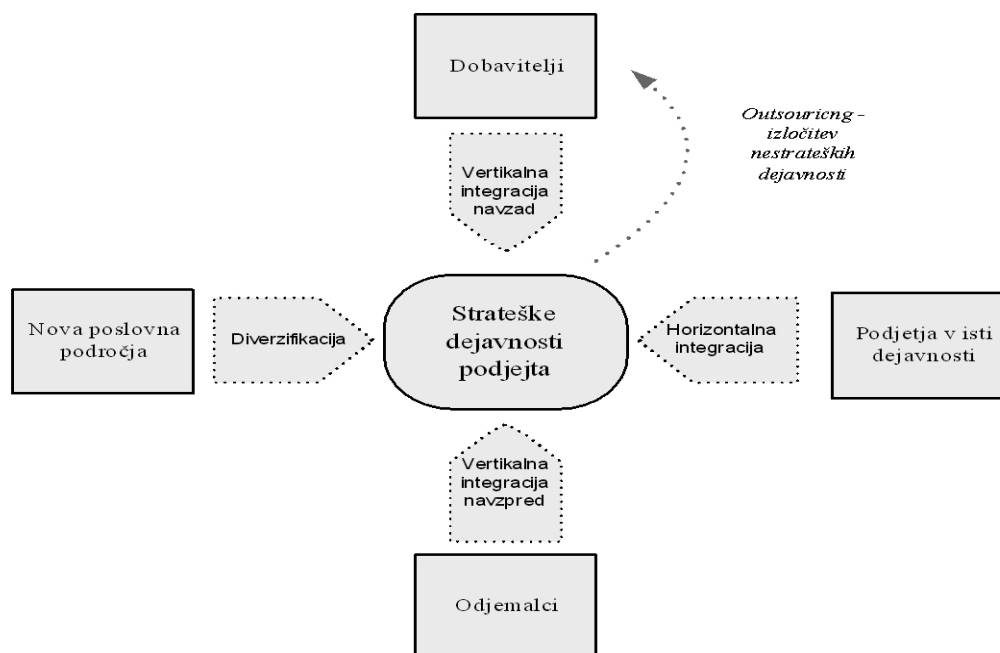 Dobavitelji
Outsouricng -
izločitev
nestrateških
dejavnosti
Vertikalna
integracija
navzad
Nova poslovna
področja
Diverzifikacija
Strateške
dejavnosti
podjejta
Horizontalna
integracija
Podjetja v isti
dejavnosti
Vertikalna
integracija
navzpred
Odjemalci